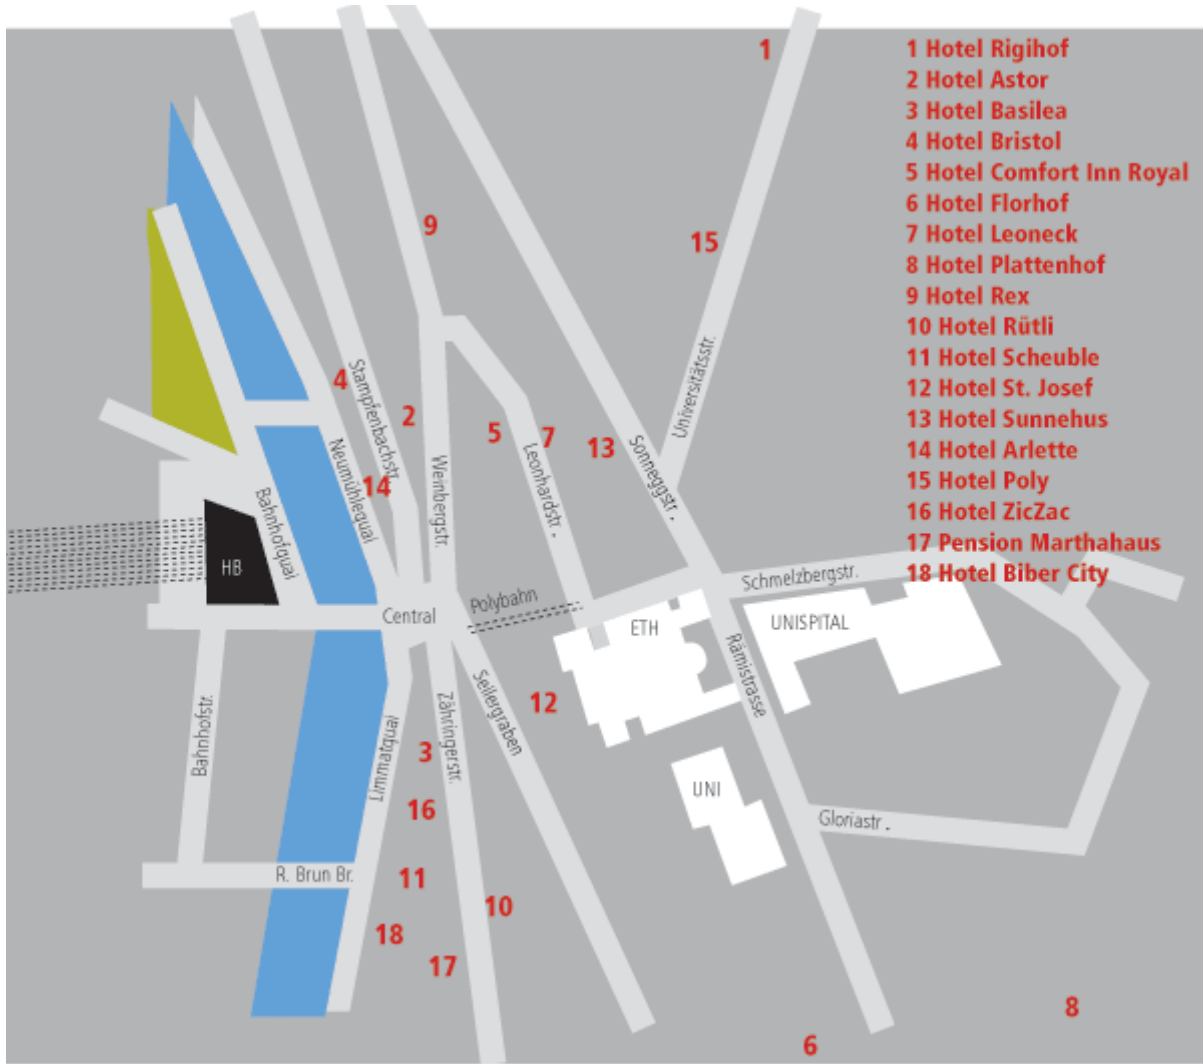 1
9
15
4
2
5
7
13
14
12
3
16
11
10
18
17
8
6
1 Hotel Rigihof
2 Hotel Astor
3 Hotel Basilea
4 Hotel Bristol
5 Hotel Comfort Inn Royal
6 Hotel Florhof
7 Hotel Leoneck
8 Hotel Plattenhof
9 Hotel Rex
10 Hotel Rütli
11 Hotel Scheuble
12 Hotel St. Josef
13 Hotel Sunnehus
14 Hotel Arlette
15 Hotel Poly
16 Hotel ZicZac
17 Pension Marthahaus
18 Hotel Biber City
Stampfenbachstr.
Neumühlequai
Weinbergstr.
Leonhardstr.
Sonneggstr.
Universitätsstr.
Bahnhofquai
HB
Central
Polybahn
Schmelzbergstr.
ETH
UNISPITAL
Rämistrasse
Seilergraben
Zähringerstr.
Limmatquai
Bahnhofstr.
UNI
Gloriastr.
R. Brun Br.